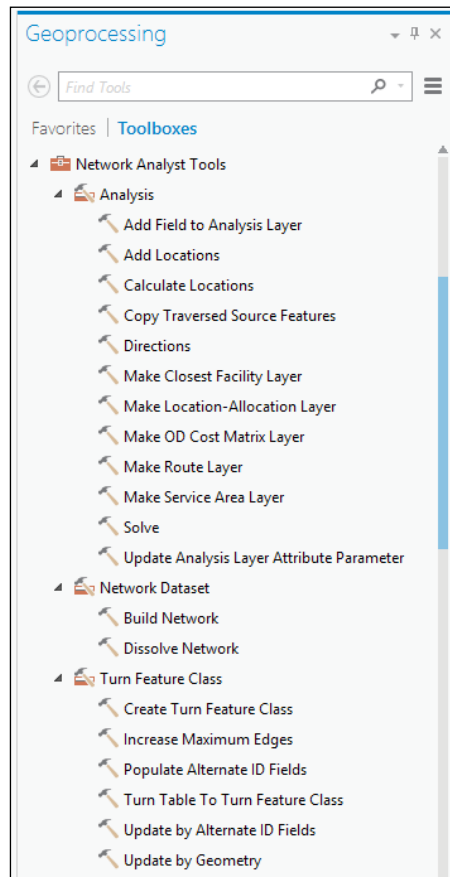 Geoprocessing
Find Tools
Favorites | Toolboxes
Network Analyst Tools
Analysis
Add Field to Analysis Layer
Add Locations
Calculate Locations
Copy Traversed Source Features
Directions
Make Closest Facility Layer
Make Location-Allocation Layer
Make OD Cost Matrix Layer
Make Route Layer
Make Service Area Layer
Solve
Update Analysis Layer Attribute Parameter
Network Dataset
Build Network
Dissolve Network
Turn Feature Class
Create Turn Feature Class
Increase Maximum Edges
Populate Alternate ID Fields
Turn Table To Turn Feature Class
Update by Alternate ID Fields
Update by Geometry